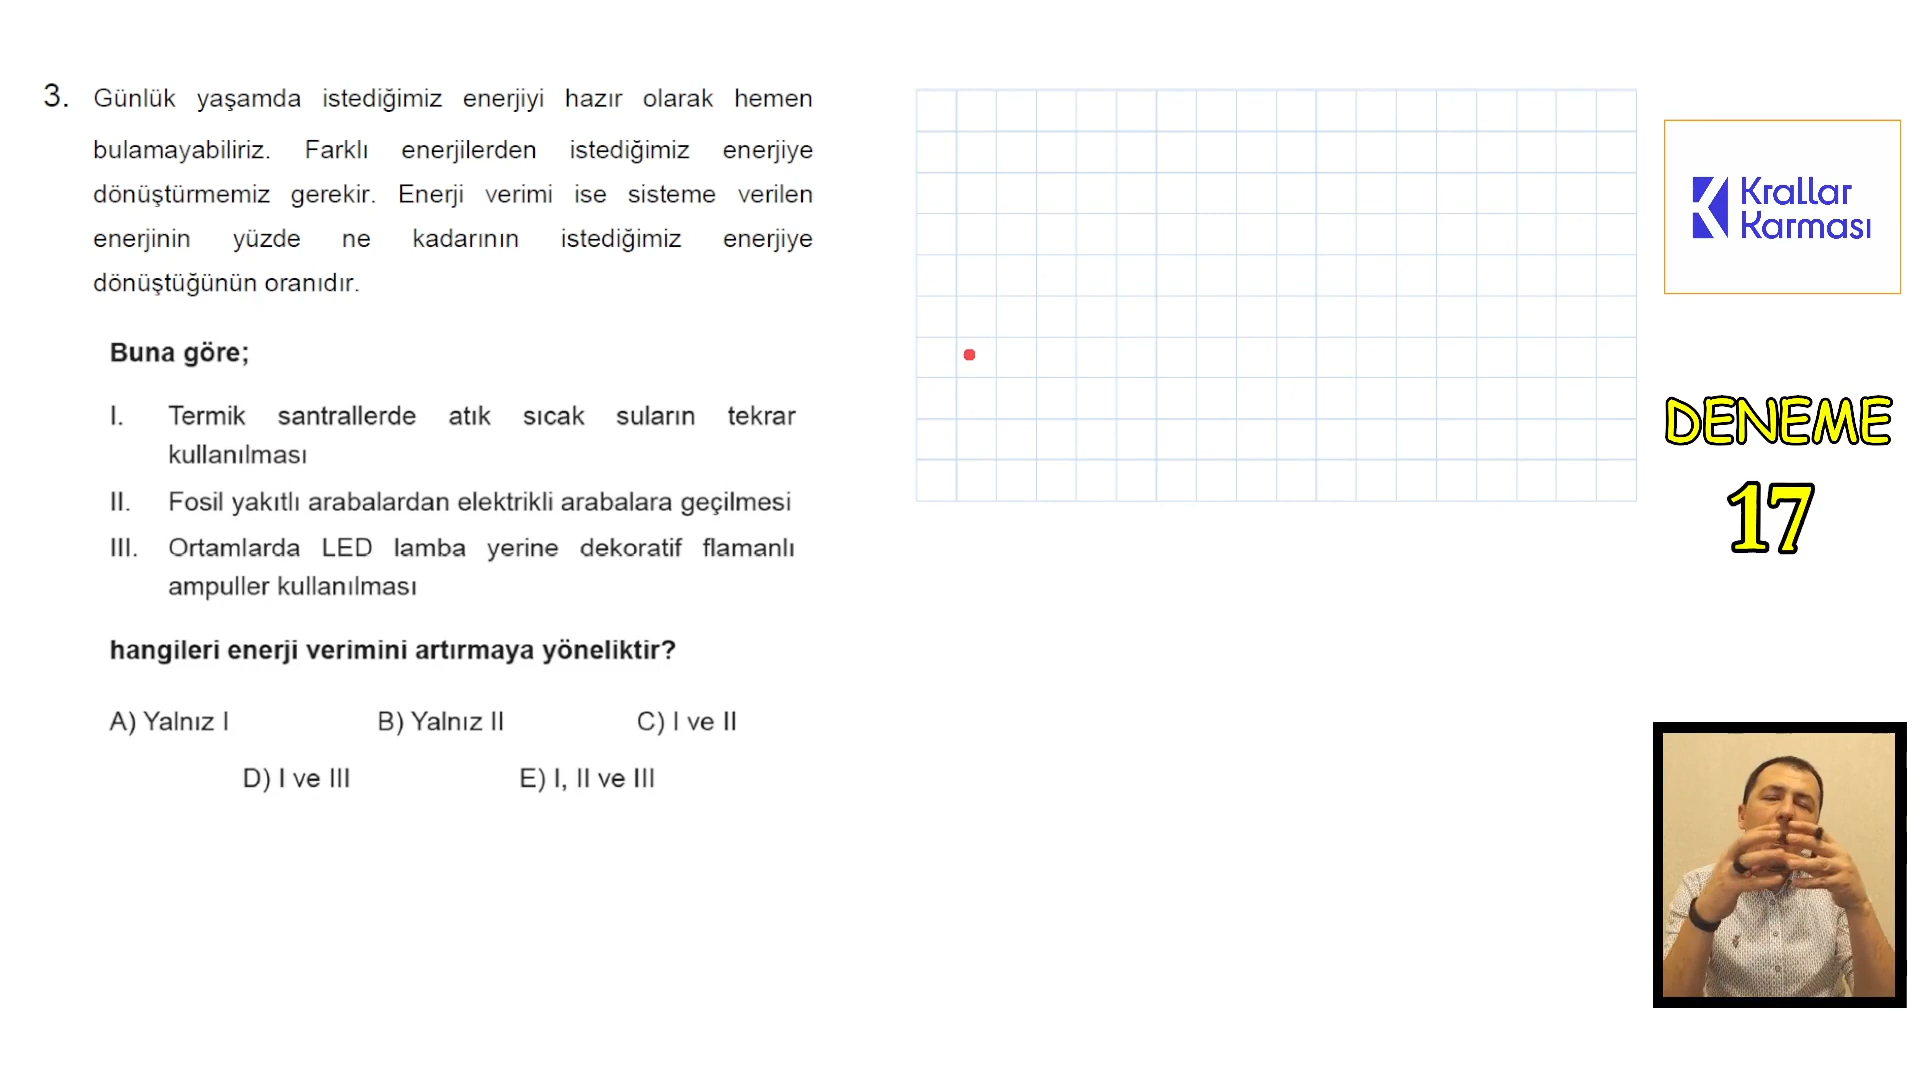 3. Günlük yaşamda istediğimiz enerjiyi hazır olarak hemen
bulamayabiliriz. Farklı enerjilerden istediğimiz enerjiye
dönüştürmemiz gerekir. Enerji verimi ise sisteme verilen
enerjinin yüzde ne kadarının istediğimiz enerjiye
dönüştüğünün oranıdır.
Buna göre;
I. Termik santrallerde atık sıcak suların tekrar
kullanılması
II. Fosil yakıtlı arabalardan elektrikli arabalara geçilmesi
III. Ortamlarda LED lamba yerine dekoratif flamanlı
ampuller kullanılması
hangileri enerji verimini artırmaya yöneliktir?
A) Yalnız I B) Yalnız II C) I ve II
D) I ve III E) I, II ve III
Krallar
Karması
DENEME
17